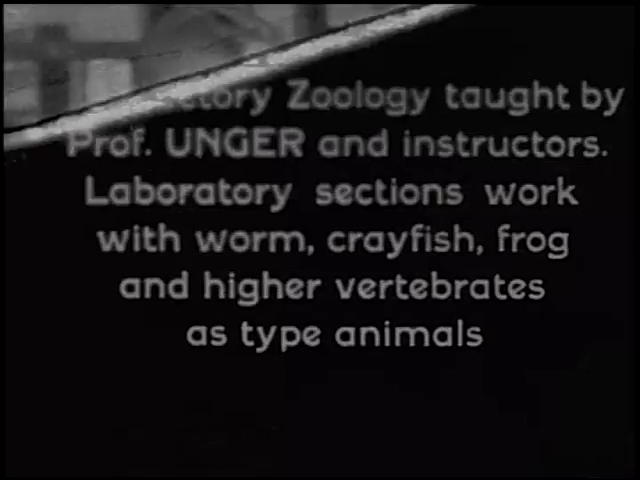 Zoology taught by
Prof. UNGER and instructors.
Laboratory sections work
with worm, crayfish, frog
and higher vertebrates
as type animals